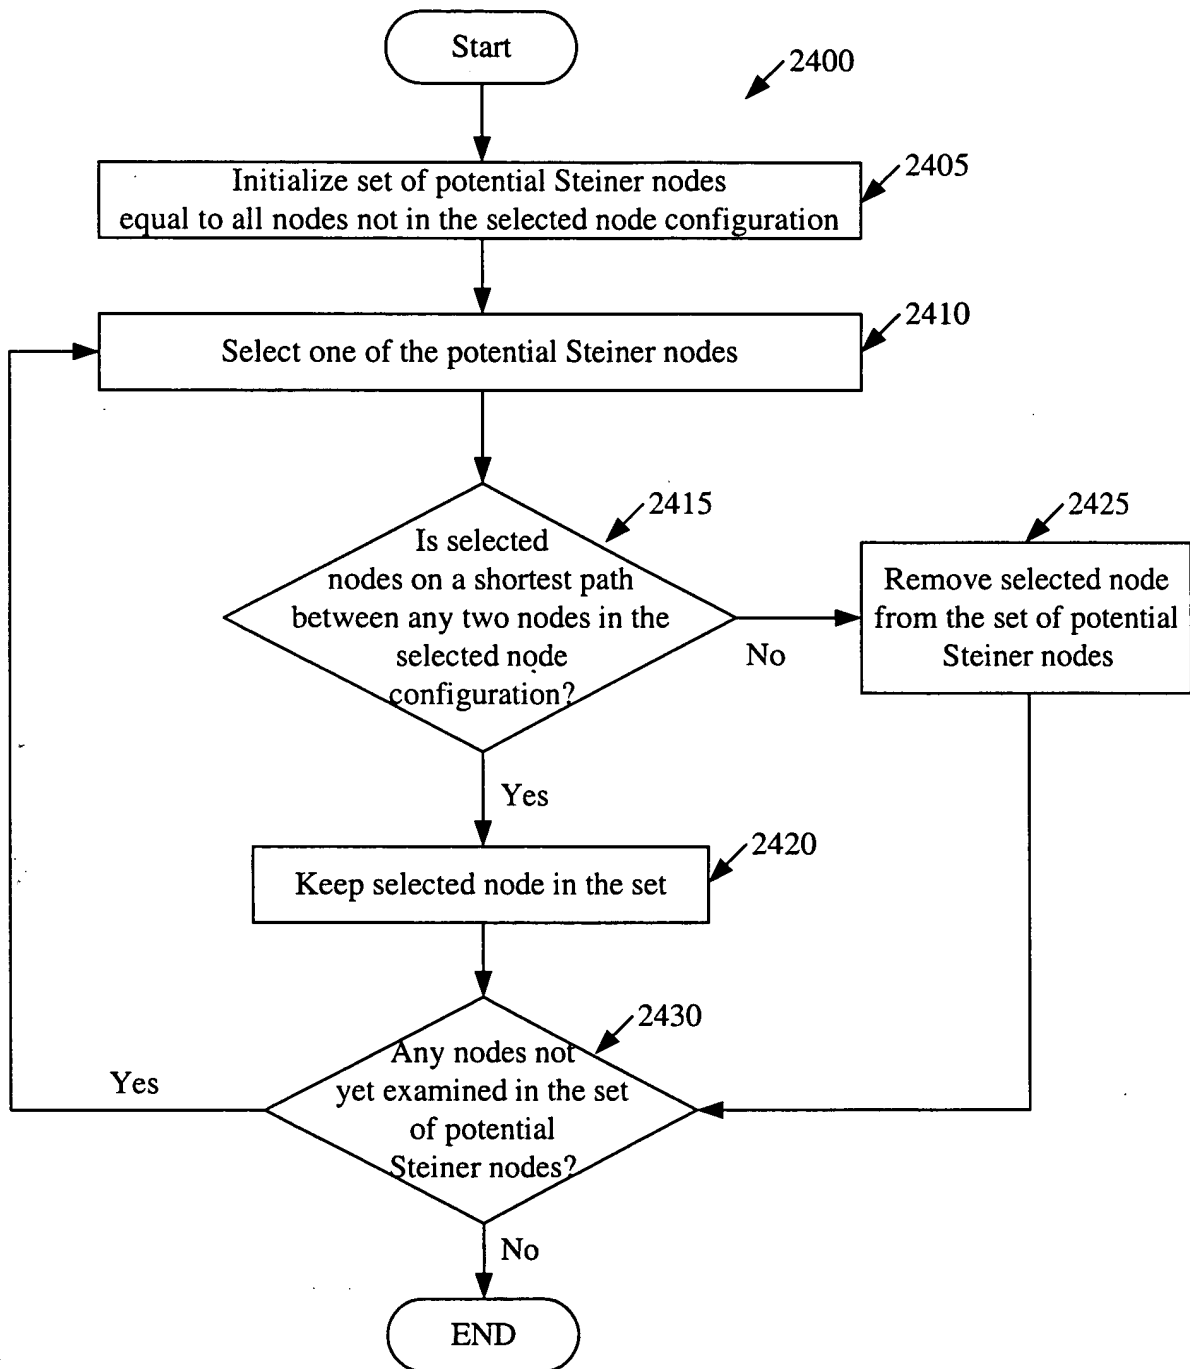 Start
2400
Initialize set of potential Steiner nodes
equal to all nodes not in the selected node configuration
2405
Select one of the potential Steiner nodes
2410
Is selected
nodes on a shortest path
between any two nodes in the
selected node
configuration?
2415
No
2425
Remove selected node
from the set of potential
Steiner nodes
Yes
2420
Keep selected node in the set
2430
Any nodes not
yet examined in the set
of potential
Steiner nodes?
Yes
No
END